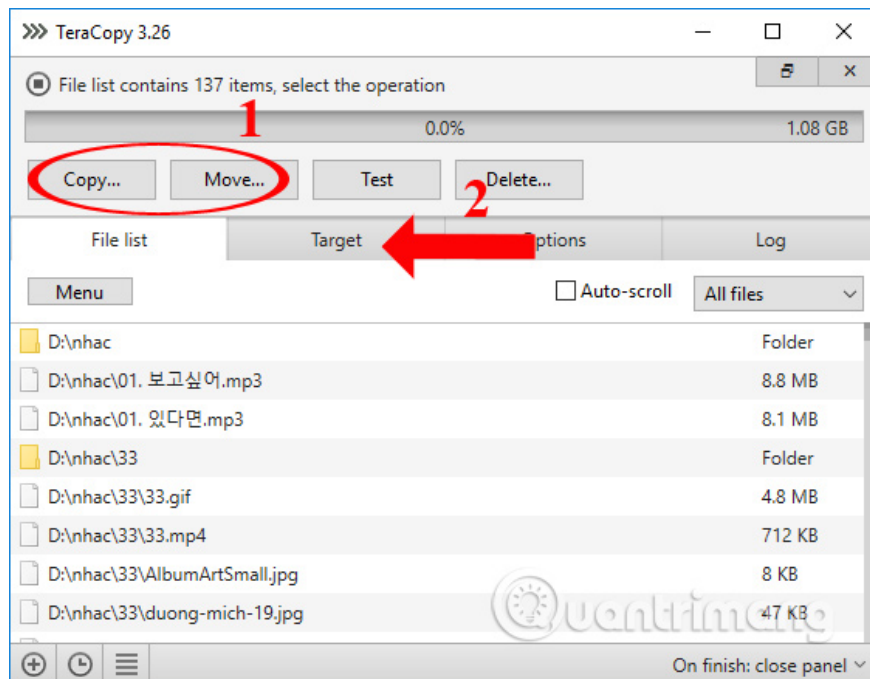 TeraCopy 3.26
File list contains 137 items, select the operation
1
0.0% 1.08 GB
Copy... Move... Test Delete...
2
File list Target Options Log
Menu Auto-scroll All files
D:\nhac Folder
D:\nhac\01. 보고싶어.mp3 8.8 MB
D:\nhac\01. 있다면.mp3 8.1 MB
D:\nhac\33 Folder
D:\nhac\33\33.gif 4.8 MB
D:\nhac\33\33.mp4 712 KB
D:\nhac\33\AlbumArtSmall.jpg 8 KB
D:\nhac\33\duong-mich-19.jpg 47 KB
Quantrimang
On finish: close panel